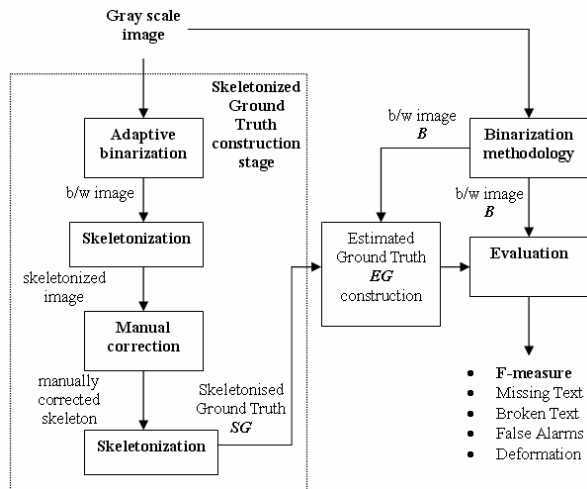 Gray scale
image
Skeletonized
Ground
Truth
construction
stage
Adaptive
binarization
b/w image
Skeletonization
skeletonized
image
Manual
correction
manually
corrected
skeleton
Skeletonization
Skeletonised
Ground Truth
SG
b/w image
B
Binarization
methodology
b/w image
B
Estimated
Ground Truth
EG
construction
Evaluation
• F-measure
• Missing Text
• Broken Text
• False Alarms
• Deformation